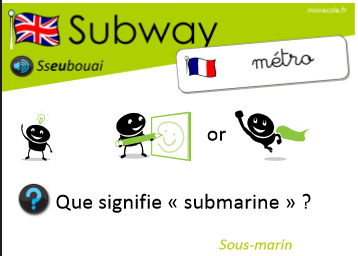 monecole.fr
Subway
Sseubouai
métro
or
Que signifie « submarine » ?
Sous-marin